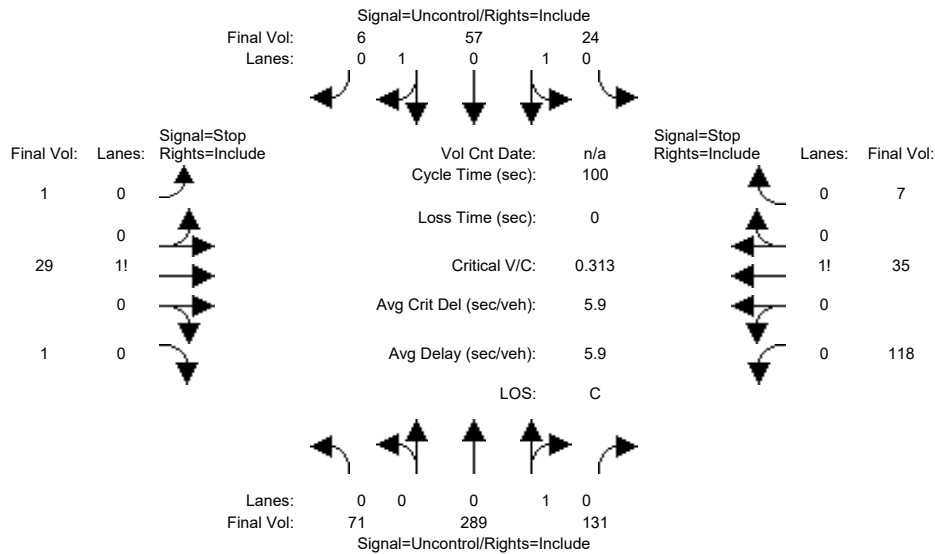 Signal=Uncontrol/Rights=Include
Final Vol: 6 57 24
Lanes: 0 1 0 1 0
Signal=Stop Signal=Stop
Final Vol: Lanes: Rights=Include Vol Cnt Date: n/a Rights=Include Lanes: Final Vol:
Cycle Time (sec): 100
1 0 0 7
Loss Time (sec): 0
0 0
29 1! Critical V/C: 0.313 1! 35
0 Avg Crit Del (sec/veh): 5.9 0
1 0 Avg Delay (sec/veh): 5.9 0 118
LOS: C
Lanes: 0 0 0 1 0
Final Vol: 71 289 131
Signal=Uncontrol/Rights=Include